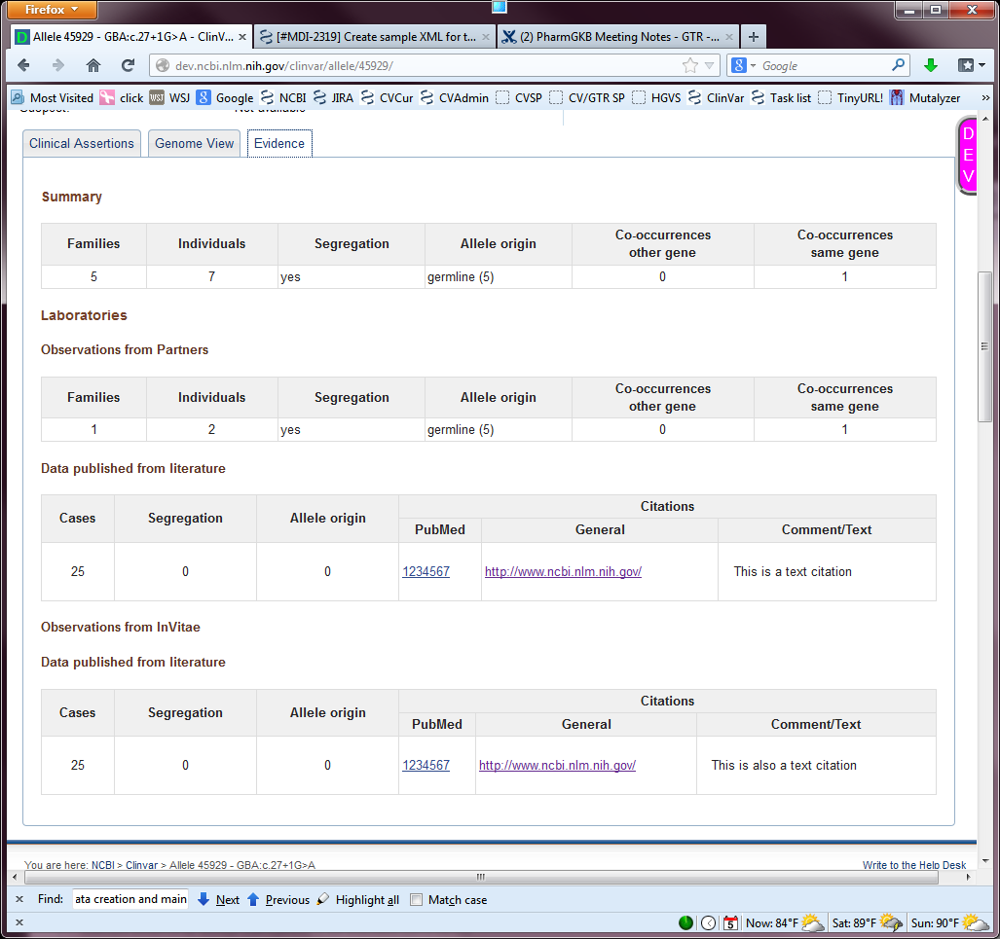 Firefox
Allele 45929 - GBA:c.27+1G>A - ClinV... × [#MDI-2319] Create sample XML for t... × (2) PharmGKB Meeting Notes - GTR -... × +
dev.ncbi.nlm.nih.gov/clinvar/allele/45929/ Google
Most Visited click WSJ Google NCBI JIRA CVCur CVAdmin CVSP CV/GTR SP HGVS ClinVar Task list TinyURL! Mutalyzer »
Suspect: Not available
Clinical Assertions Genome View Evidence
DEV
Summary
Families Individuals Segregation Allele origin Co-occurrences other gene Co-occurrences same gene
5 7 yes germline (5) 0 1
Laboratories
Observations from Partners
Families Individuals Segregation Allele origin Co-occurrences other gene Co-occurrences same gene
1 2 yes germline (5) 0 1
Data published from literature
Cases Segregation Allele origin Citations
PubMed General Comment/Text
25 0 0 1234567 http://www.ncbi.nlm.nih.gov/ This is a text citation
Observations from InVitae
Data published from literature
Cases Segregation Allele origin Citations
PubMed General Comment/Text
25 0 0 1234567 http://www.ncbi.nlm.nih.gov/ This is also a text citation
You are here: NCBI > Clinvar > Allele 45929 - GBA:c.27+1G>A Write to the Help Desk
× Find: ata creation and main Next Previous Highlight all Match case
× 5 Now: 84°F Sat: 89°F Sun: 90°F